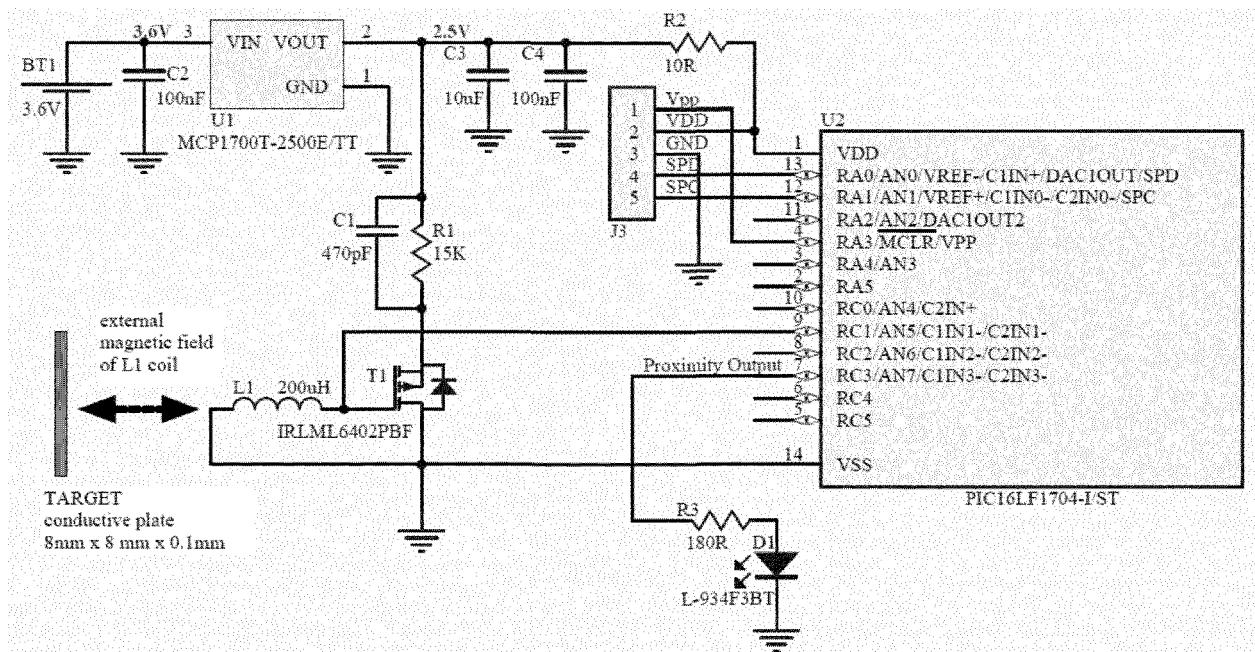 3.6V 3
VIN VOUT
2 2.5V
BT1
3.6V
C2
100nF
GND
1
U1
MCP1700T-2500E/TT
C3
10uF
C4
100nF
R2
10R
1 Vpp
2 VDD
3 GND
4 SPD
5 SPC
J3
U2
1 VDD
13 RA0/AN0/VREF-/C1IN+/DAC1OUT/SPD
12 RA1/AN1/VREF+/C1IN0-/C2IN0-/SPC
11 RA2/AN2/DAC1OUT2
4 RA3/MCLR/VPP
3 RA4/AN3
2 RA5
10 RC0/AN4/C2IN+
9 RC1/AN5/C1IN1-/C2IN1-
8 RC2/AN6/C1IN2-/C2IN2-
Proximity Output 7 RC3/AN7/C1IN3-/C2IN3-
6 RC4
5 RC5
14 VSS
PIC16LF1704-I/ST
C1
470pF
R1
15K
external
magnetic field
of L1 coil
L1 200uH
T1
IRLML6402PBF
TARGET
conductive plate
8mm x 8 mm x 0.1mm
R3
180R
D1
L-934F3BT